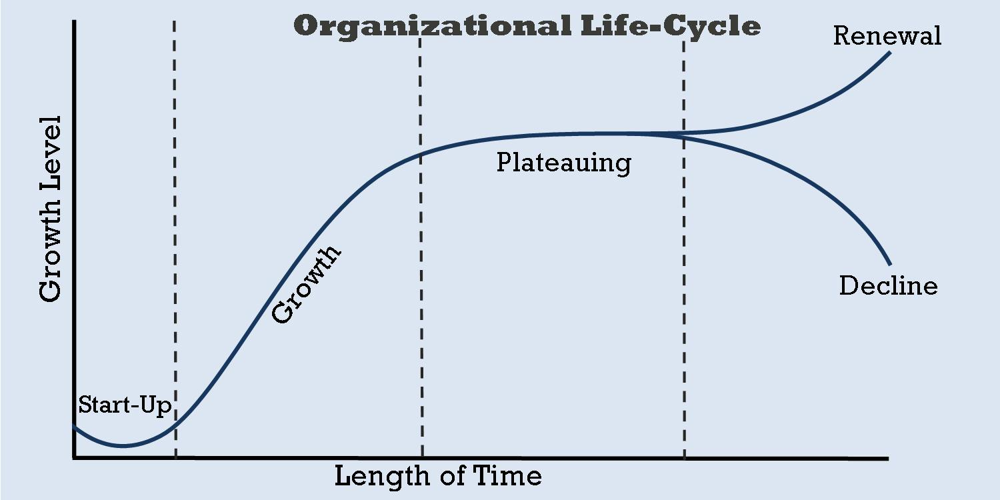 Organizational Life-Cycle
Renewal
Growth Level
Plateauing
Growth
Decline
Start-Up
Length of Time